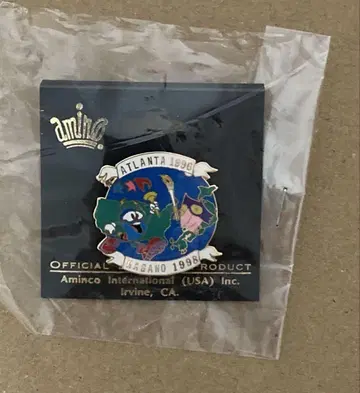 aminco
ATLANTA 1996
NAGANO 1998
OFFICIAL PRODUCT
Aminco International (USA) Inc.
Irvine, CA.